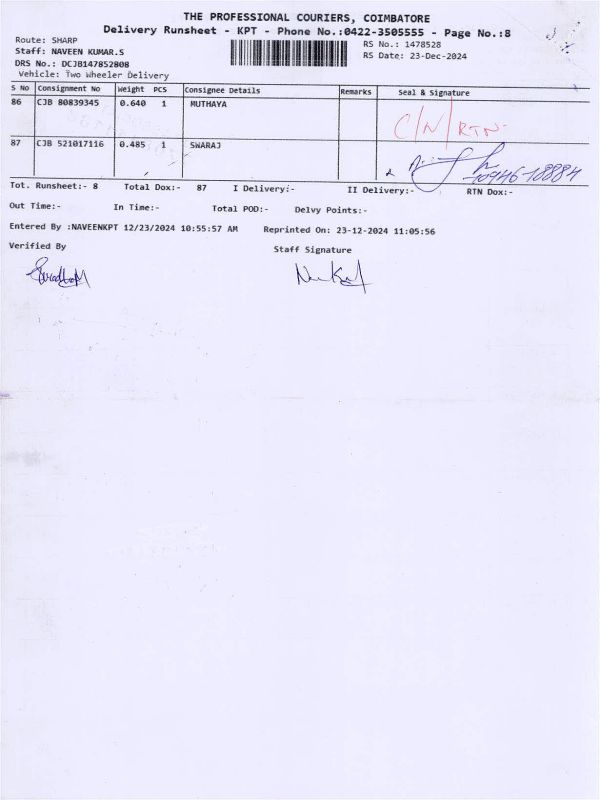 THE PROFESSIONAL COURIERS, COIMBATORE
Delivery Runsheet - KPT - Phone No.:0422-3505555 - Page No.:8
Route: SHARP
RS No.: 1478528
Staff: NAVEEN KUMAR.S
RS Date: 23-Dec-2024
DRS No.: DCJB147852808
Vehicle: Two Wheeler Delivery
S No Consignment No Weight PCS Consignee Details Remarks Seal & Signature
86 CJB 80839345 0.640 1 MUTHAYA
C/N/RTN
87 CJB 521017116 0.485 1 SWARAJ
Tot. Runsheet:- 8 Total Dox:- 87 I Delivery:- II Delivery:- RTN Dox:-
Out Time:- In Time:- Total POD:- Delvy Points:-
Entered By :NAVEENKPT 12/23/2024 10:55:57 AM Reprinted On: 23-12-2024 11:05:56
Verified By Staff Signature